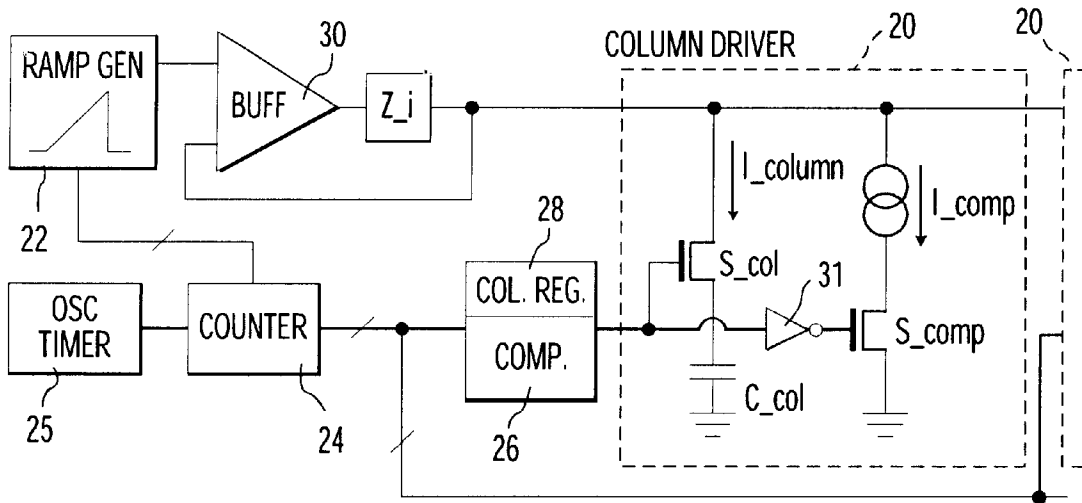 20
20
COLUMN DRIVER
30
RAMP GEN
BUFF
Z_i
22
I_column
I_comp
28
S_col
31
COL. REG.
OSC
TIMER
COUNTER
COMP.
S_comp
C_col
25
24
26